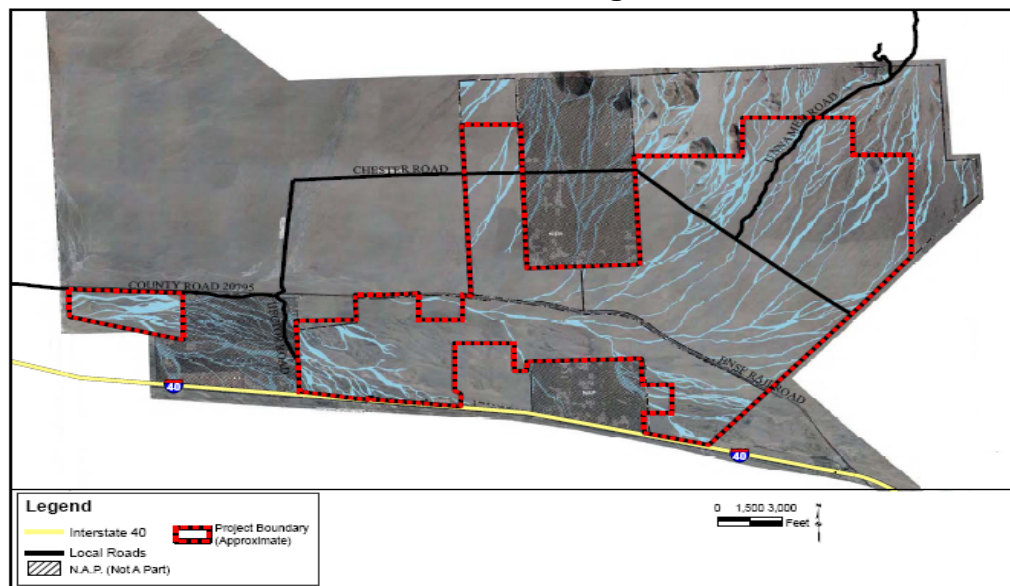 UNNAMED ROAD
CHESTER ROAD
COUNTY ROAD 20795
BNSF RAILROAD
40
40
Legend
Interstate 40
Local Roads
N.A.P. (Not A Part)
Project Boundary
(Approximate)
0 1,500 3,000
Feet